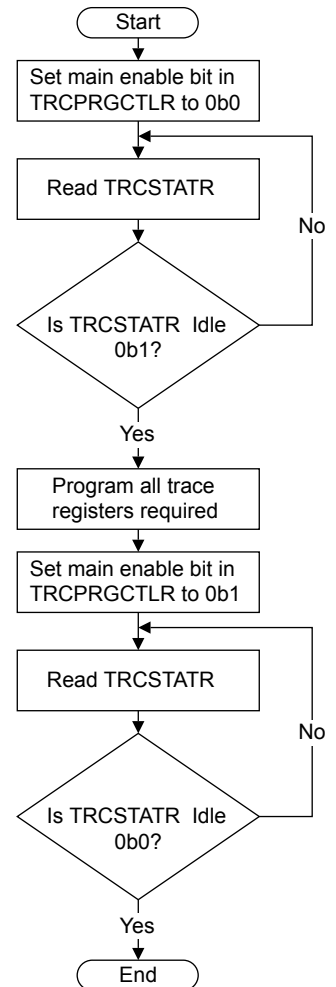 Start
Set main enable bit in
TRCPRGCTLR to 0b0
Read TRCSTATR
No
Is TRCSTATR Idle
0b1?
Yes
Program all trace
registers required
Set main enable bit in
TRCPRGCTLR to 0b1
Read TRCSTATR
No
Is TRCSTATR Idle
0b0?
Yes
End